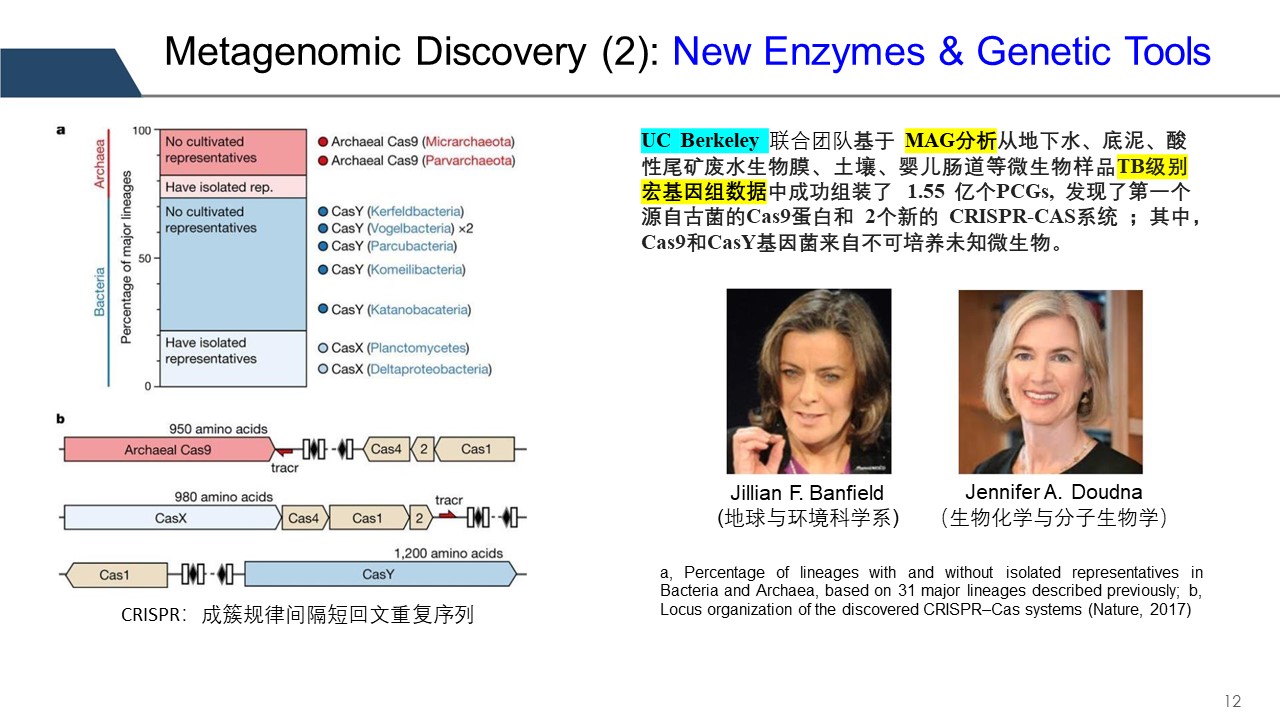 Metagenomic Discovery (2): New Enzymes & Genetic Tools
a
Archaea
Bacteria
Percentage of major lineages
100
50
0
No cultivated
representatives
Have isolated rep.
No cultivated
representatives
Have isolated
representatives
Archaeal Cas9 (Micrarchaeota)
Archaeal Cas9 (Parvarchaeota)
CasY (Kerfeldbacteria)
CasY (Vogelbacteria) ×2
CasY (Parcubacteria)
CasY (Komeilibacteria)
CasY (Katanobacateria)
CasX (Planctomycetes)
CasX (Deltaproteobacteria)
b
950 amino acids
Archaeal Cas9
tracr
Cas4
2
Cas1
980 amino acids
CasX
Cas4
Cas1
2
tracr
1,200 amino acids
Cas1
CasY
CRISPR：成簇规律间隔短回文重复序列
UC Berkeley 联合团队基于 MAG分析从地下水、底泥、酸
性尾矿废水生物膜、土壤、婴儿肠道等微生物样品TB级别
宏基因组数据中成功组装了 1.55 亿个PCGs, 发现了第一个
源自古菌的Cas9蛋白和 2个新的 CRISPR-CAS系统 ；其中，
Cas9和CasY基因菌来自不可培养未知微生物。
Jillian F. Banfield
(地球与环境科学系)
Jennifer A. Doudna
（生物化学与分子生物学）
a, Percentage of lineages with and without isolated representatives in
Bacteria and Archaea, based on 31 major lineages described previously; b,
Locus organization of the discovered CRISPR–Cas systems (Nature, 2017)
12